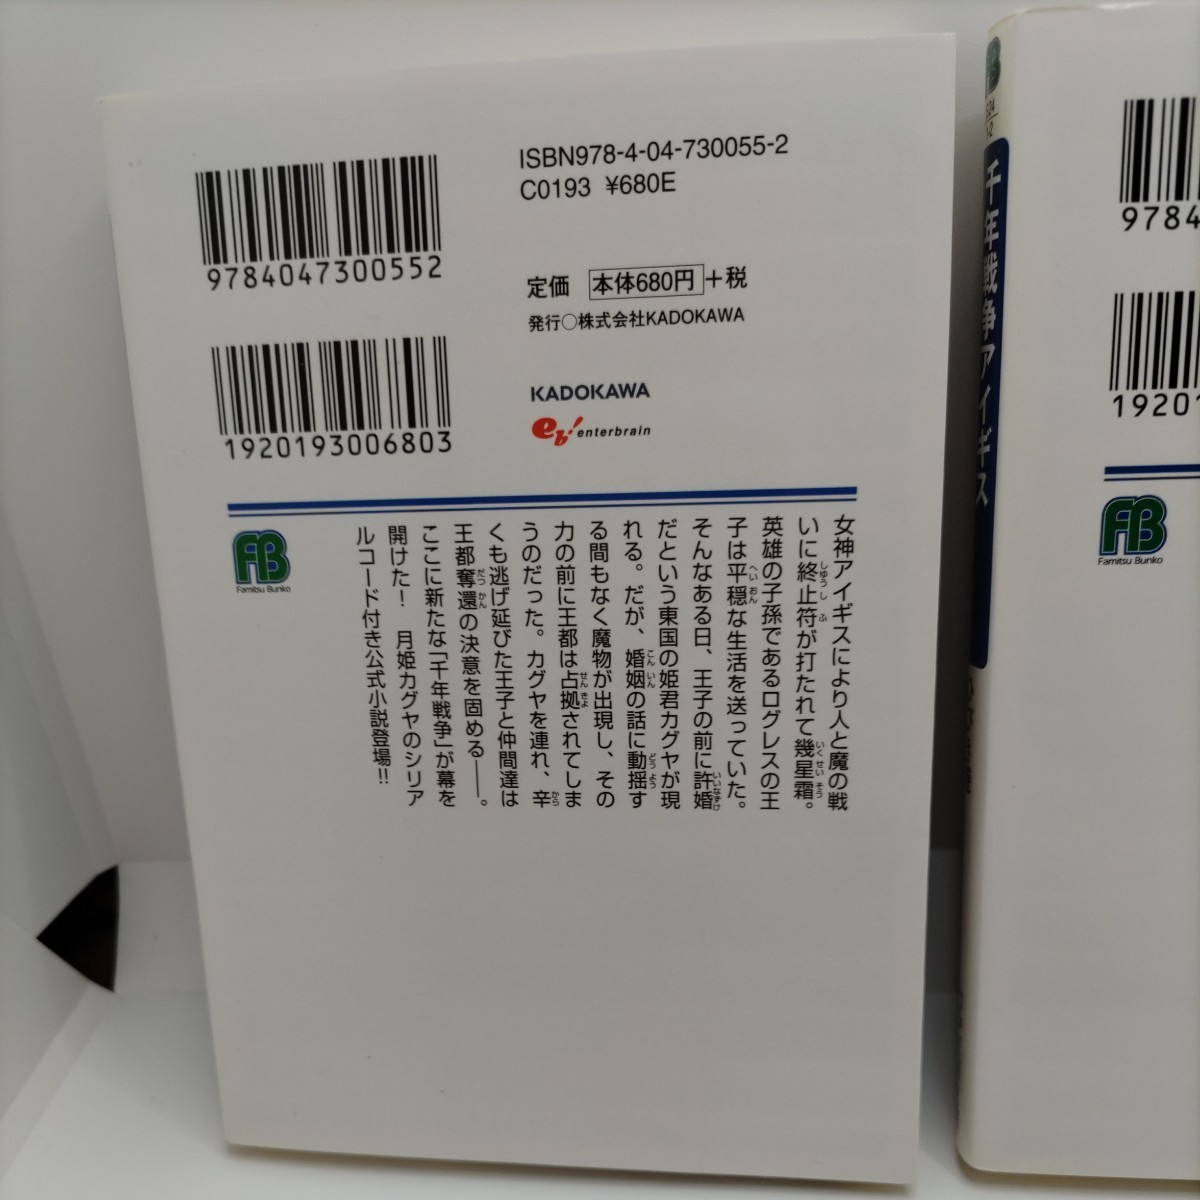 ISBN978-4-04-730055-2
C0193 ¥680E
9784047300552
定価 本体680円+税
発行○株式会社KADOKAWA
1920193006803
KADOKAWA
eb! enterbrain
FB
Famitsu Bunko
女神アイギスにより人と魔の戦
いに終止符が打たれて幾星霜。
英雄の子孫であるログレスの王
子は平穏な生活を送っていた。
そんなある日、王子の前に許婚
だという東国の姫君カグヤが現
れる。だが、婚姻の話に動揺す
る間もなく魔物が出現し、その
力の前に王都は占拠されてしま
うのだった。カグヤを連れ、辛
くも逃げ延びた王子と仲間達は
王都奪還の決意を固める――。
ここに新たな「千年戦争」が幕を
開けた! 月姫カグヤのシリア
ルコード付き公式小説登場!!
千年戦争アイギス
9784
1920
FB
Famitsu Bunko